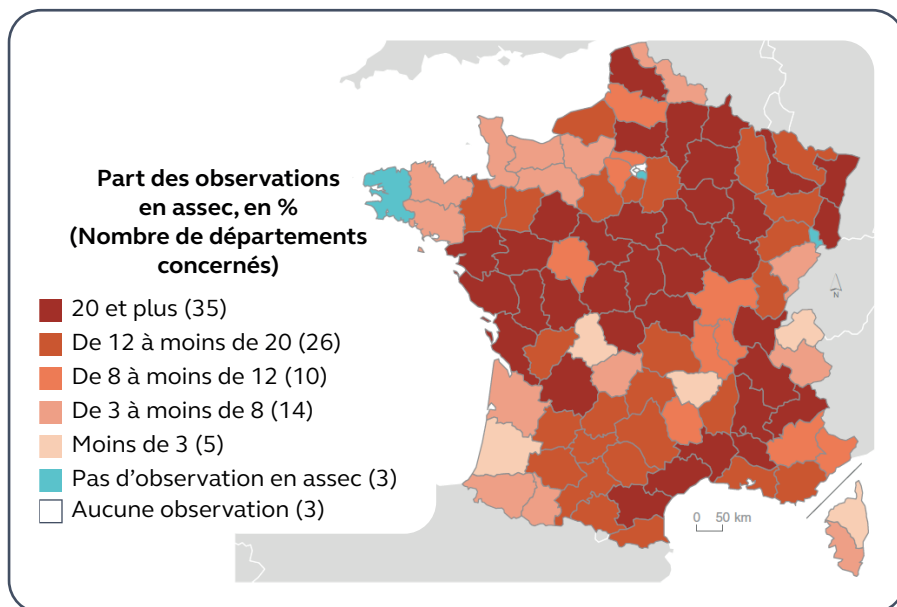 Part des observations
en assec, en %
(Nombre de départements
concernés)
20 et plus (35)
De 12 à moins de 20 (26)
De 8 à moins de 12 (10)
De 3 à moins de 8 (14)
Moins de 3 (5)
Pas d'observation en assec (3)
Aucune observation (3)
N
0 50 km